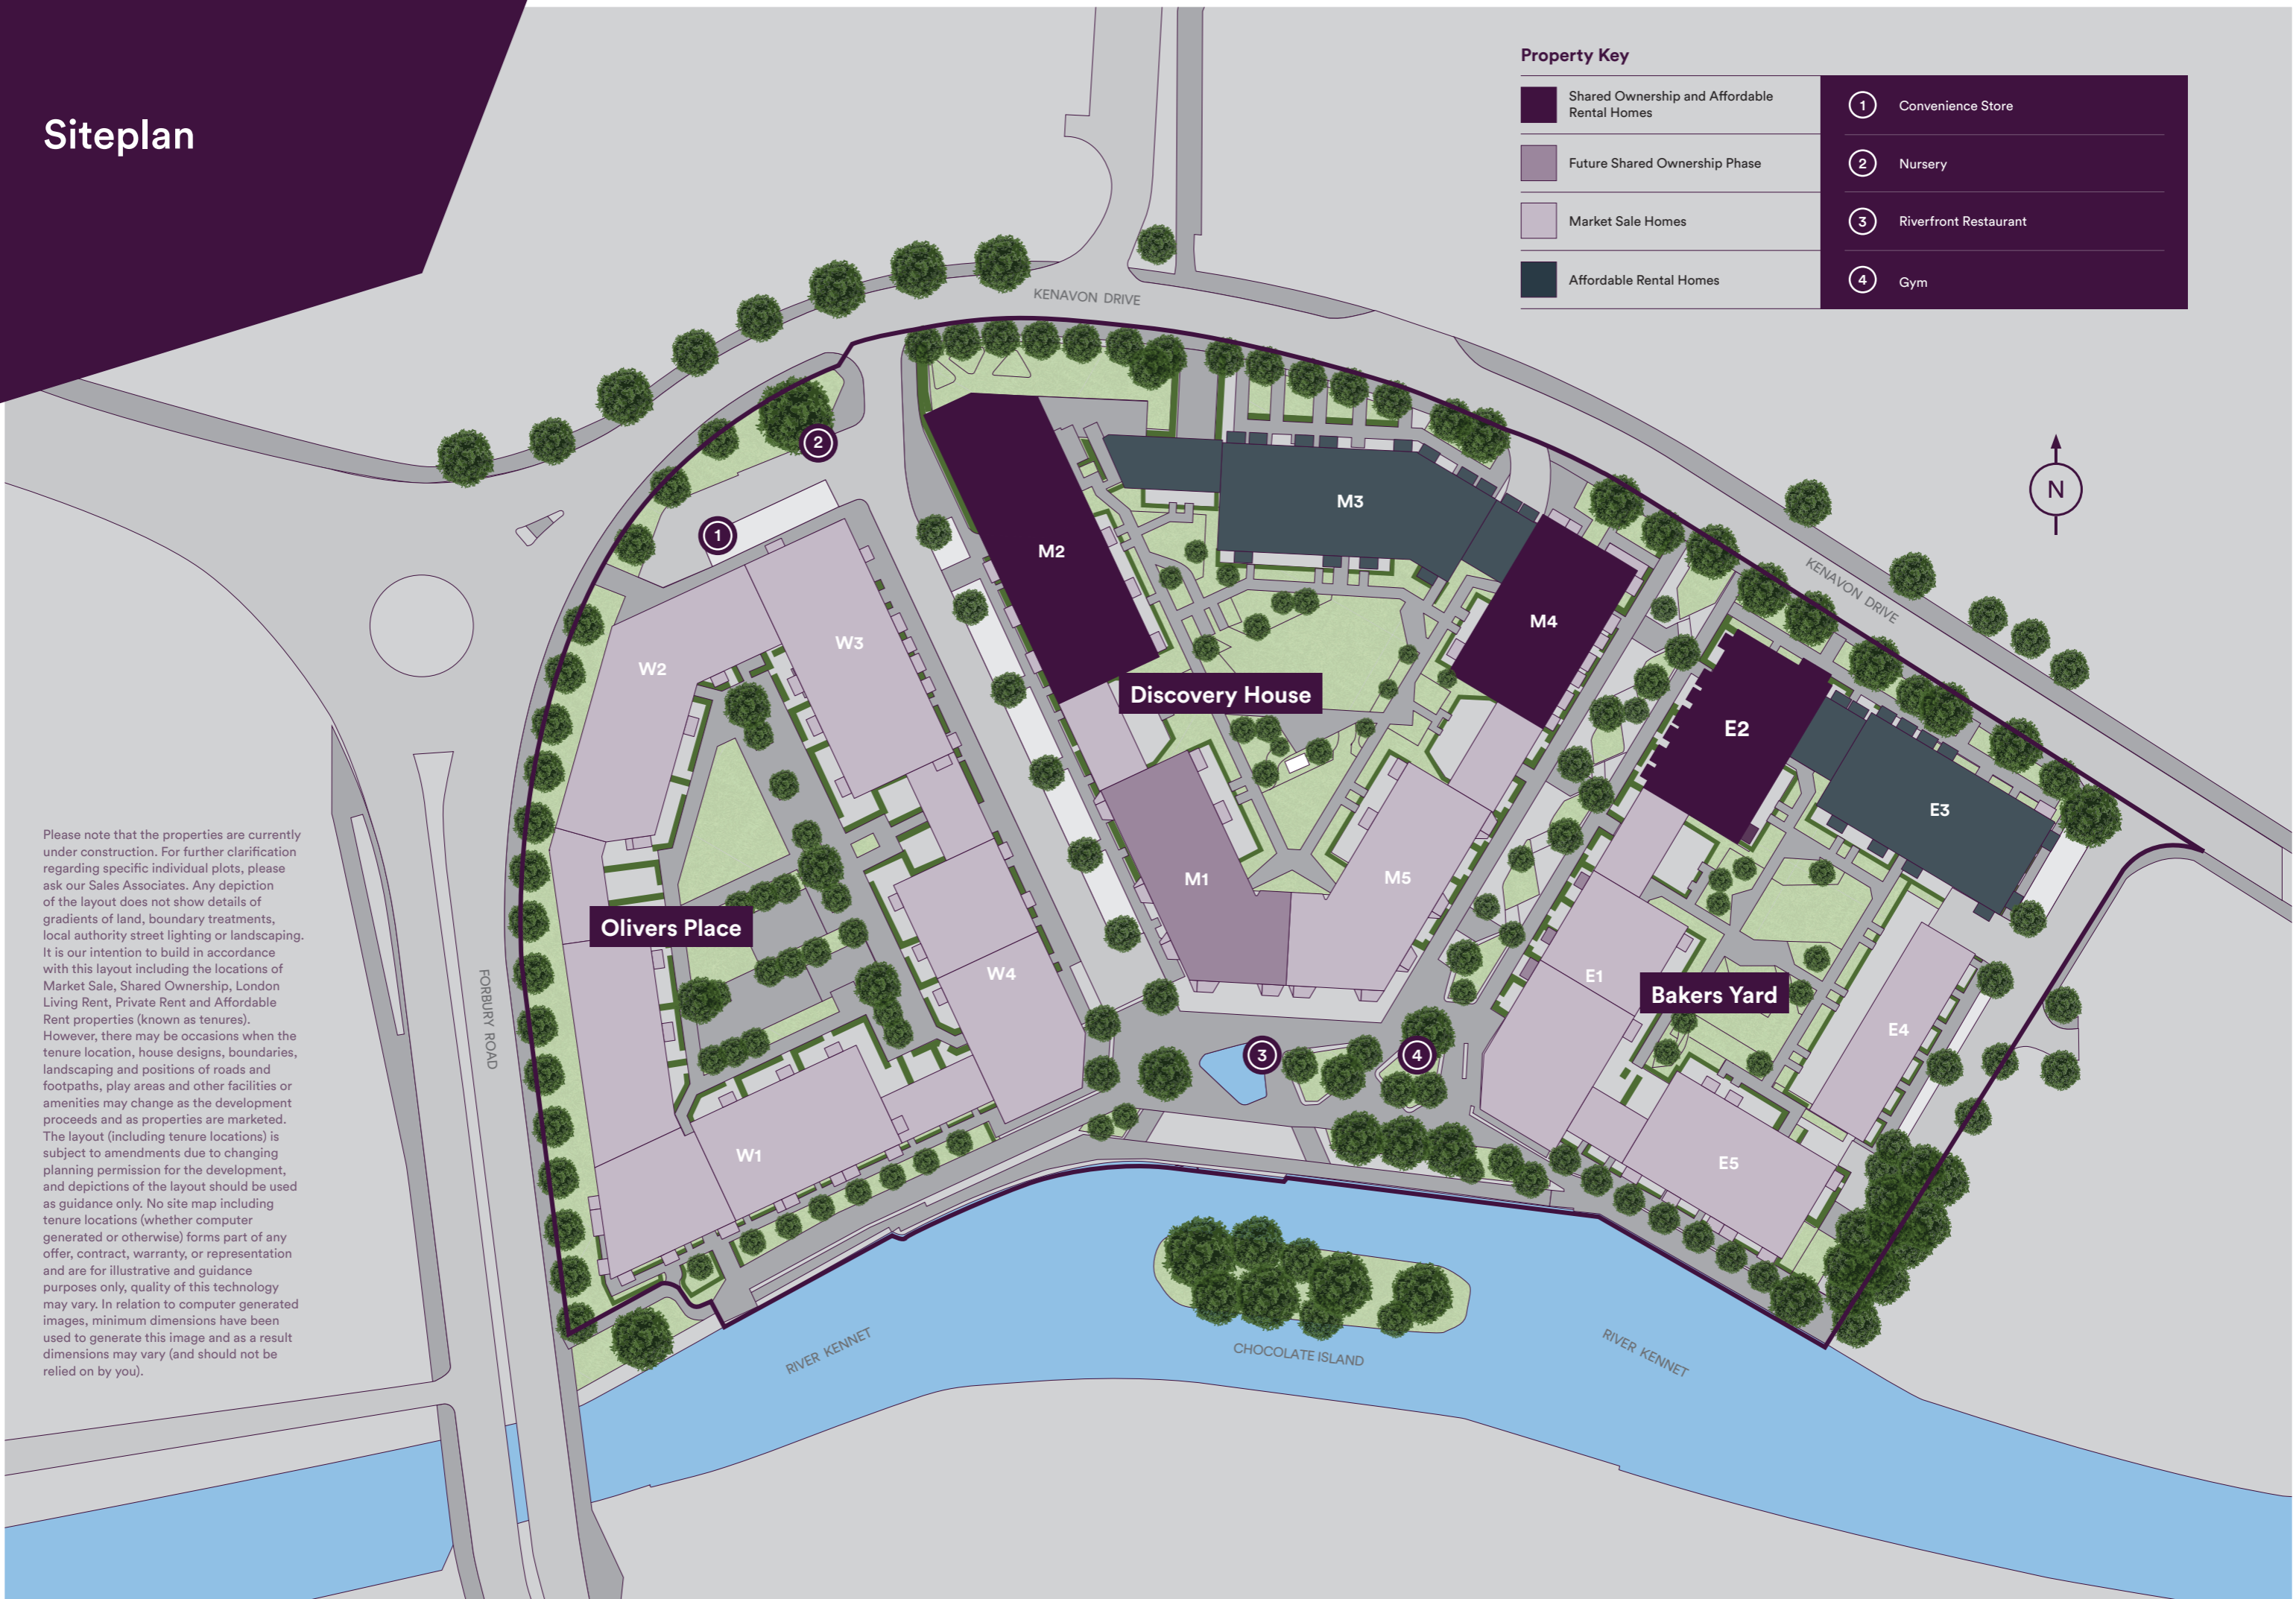 Siteplan
Property Key
Shared Ownership and Affordable
Rental Homes
Future Shared Ownership Phase
Market Sale Homes
Affordable Rental Homes
1 Convenience Store
2 Nursery
3 Riverfront Restaurant
4 Gym
KENAVON DRIVE
KENAVON DRIVE
N
2
1
M2
M3
M4
W2
W3
Discovery House
E2
E3
M1
M5
Olivers Place
W4
E1
Bakers Yard
E4
3
4
W1
E5
FORBURY ROAD
RIVER KENNET
CHOCOLATE ISLAND
RIVER KENNET
Please note that the properties are currently
under construction. For further clarification
regarding specific individual plots, please
ask our Sales Associates. Any depiction
of the layout does not show details of
gradients of land, boundary treatments,
local authority street lighting or landscaping.
It is our intention to build in accordance
with this layout including the locations of
Market Sale, Shared Ownership, London
Living Rent, Private Rent and Affordable
Rent properties (known as tenures).
However, there may be occasions when the
tenure location, house designs, boundaries,
landscaping and positions of roads and
footpaths, play areas and other facilities or
amenities may change as the development
proceeds and as properties are marketed.
The layout (including tenure locations) is
subject to amendments due to changing
planning permission for the development,
and depictions of the layout should be used
as guidance only. No site map including
tenure locations (whether computer
generated or otherwise) forms part of any
offer, contract, warranty, or representation
and are for illustrative and guidance
purposes only, quality of this technology
may vary. In relation to computer generated
images, minimum dimensions have been
used to generate this image and as a result
dimensions may vary (and should not be
relied on by you).